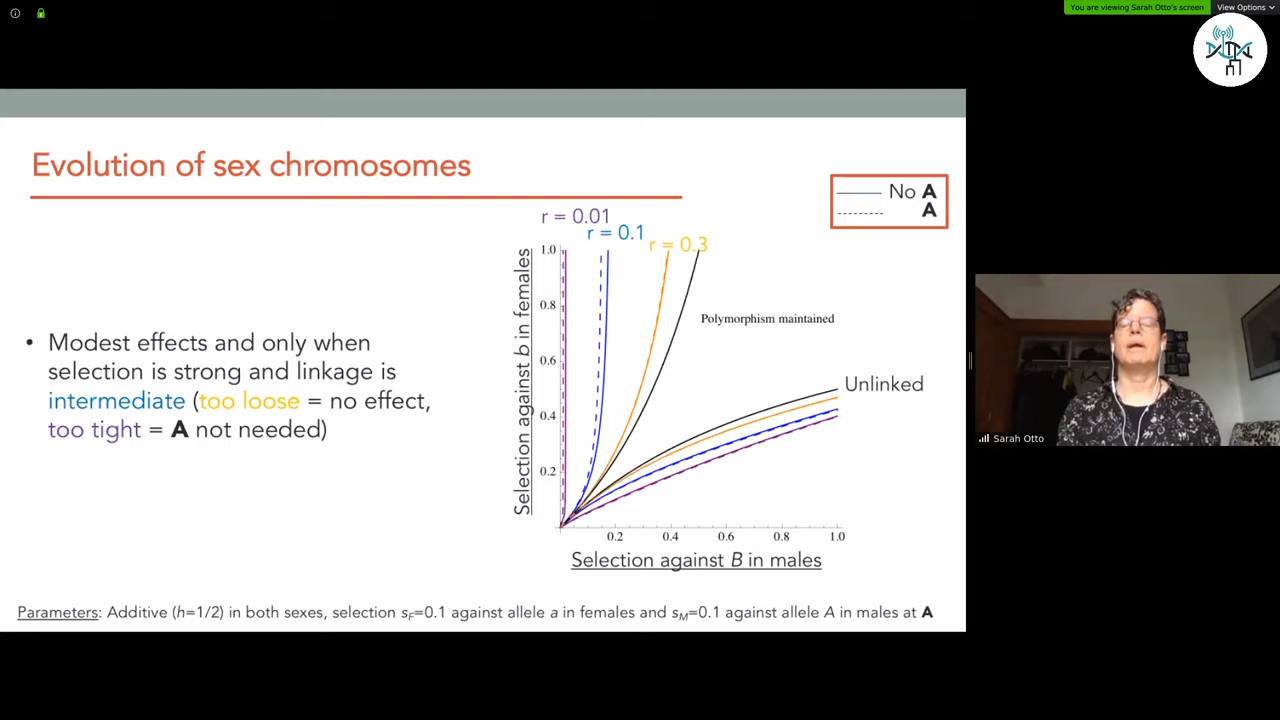 You are viewing Sarah Otto's screen
View Options
Evolution of sex chromosomes
No A
A
r = 0.01
r = 0.1
r = 0.3
1.0
0.8
0.6
0.4
0.2
Selection against b in females
Polymorphism maintained
Unlinked
• Modest effects and only when
selection is strong and linkage is
intermediate (too loose = no effect,
too tight = A not needed)
0.2 0.4 0.6 0.8 1.0
Selection against B in males
Sarah Otto
Parameters: Additive (h=1/2) in both sexes, selection sF=0.1 against allele a in females and sM=0.1 against allele A in males at A